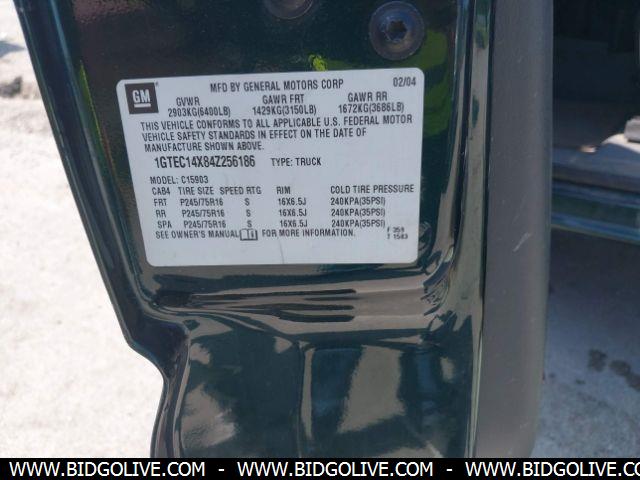 GM
MFD BY GENERAL MOTORS CORP 02/04
GVWR GAWR FRT GAWR RR
2903KG(6400LB) 1429KG(3150LB) 1672KG(3686LB)
THIS VEHICLE CONFORMS TO ALL APPLICABLE U.S. FEDERAL MOTOR
VEHICLE SAFETY STANDARDS IN EFFECT ON THE DATE OF
MANUFACTURE SHOWN ABOVE.
1GTEC14X84Z256186 TYPE: TRUCK
MODEL: C15903
CAB4 TIRE SIZE SPEED RTG RIM COLD TIRE PRESSURE
FRT P245/75R16 S 16X6.5J 240KPA(35PSI)
RR P245/75R16 S 16X6.5J 240KPA(35PSI)
SPA P245/75R16 S 16X6.5J 240KPA(35PSI)
SEE OWNER'S MANUAL FOR MORE INFORMATION.
F 359
T 1583
WWW.BIDGOLIVE.COM - WWW.BIDGOLIVE.COM - WWW.BIDGOLIVE.COM